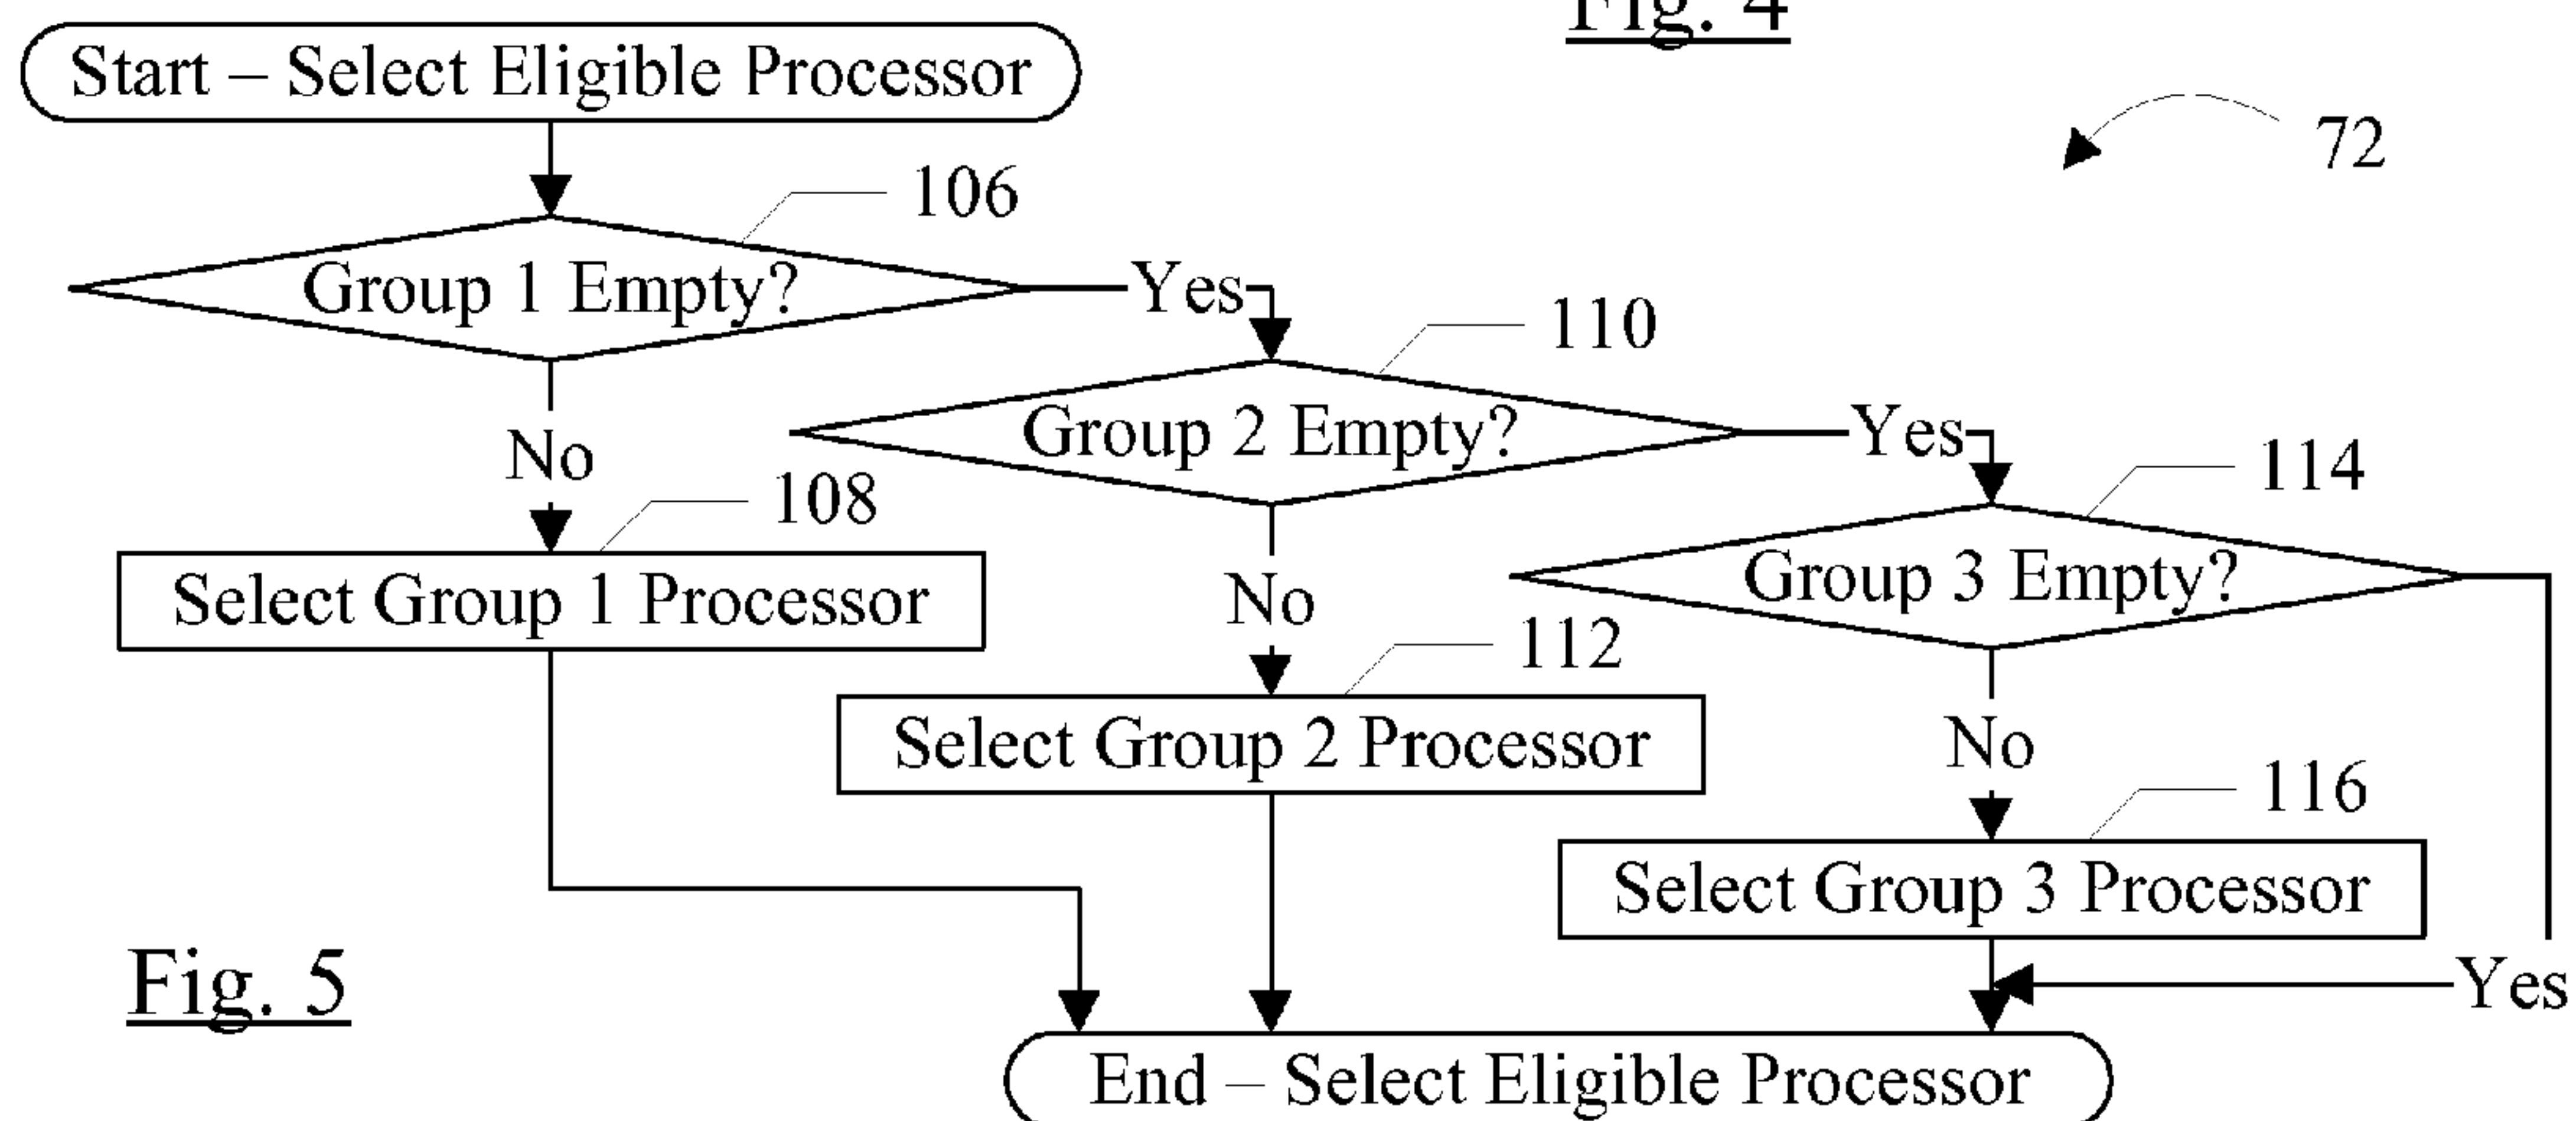 Fig. 4
Start – Select Eligible Processor
72
106
Group 1 Empty?
Yes
110
Group 2 Empty?
Yes
114
No
108
Group 3 Empty?
Select Group 1 Processor
No
112
Select Group 2 Processor
No
116
Select Group 3 Processor
Fig. 5
Yes
End – Select Eligible Processor